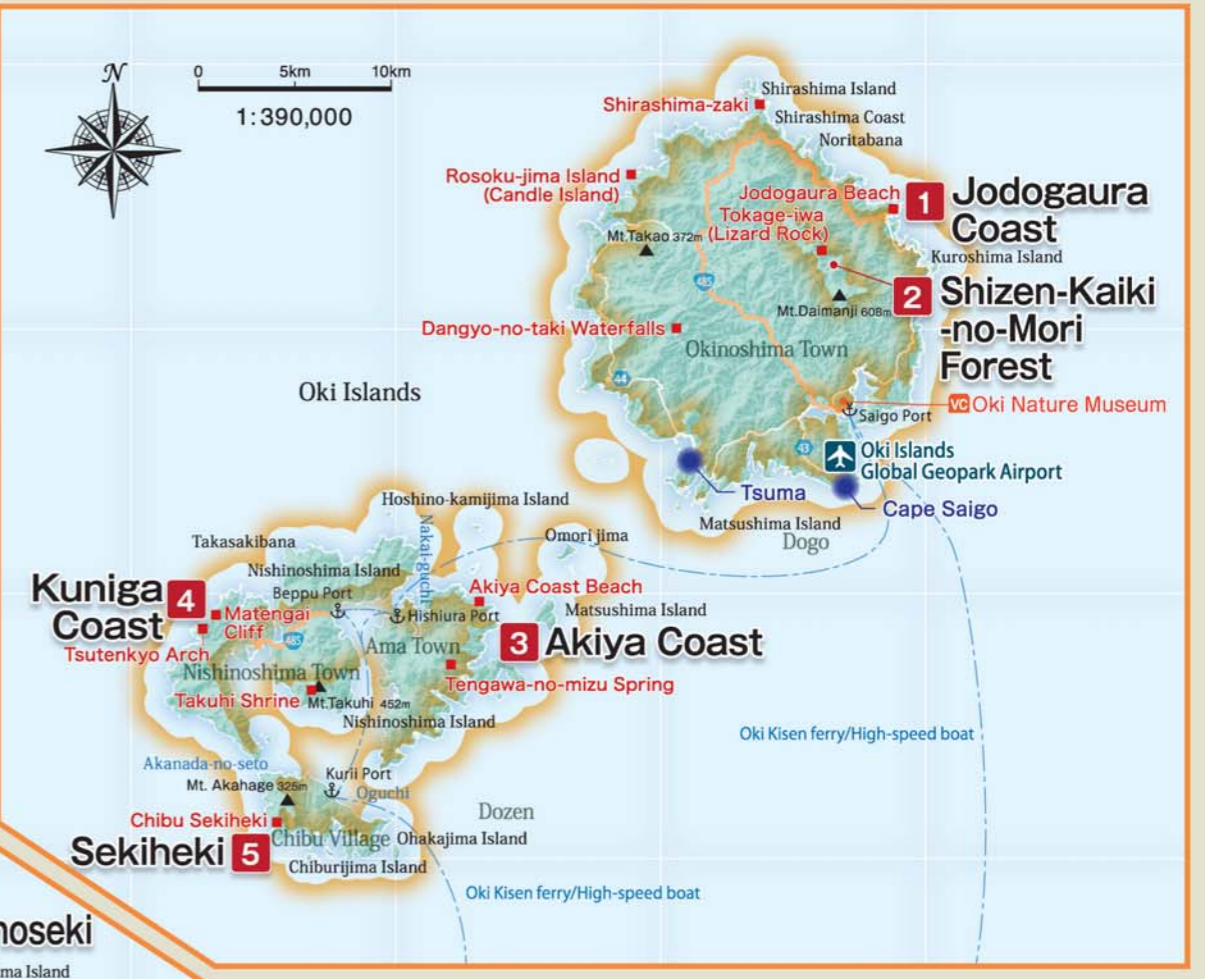 N
0 5km 10km
1:390,000
Shirashima Island
Shirashima-zaki
Shirashima Coast
Noritabana
Rosoku-jima Island
(Candle Island)
Jodogaura Beach
1 Jodogaura
Coast
Tokage-iwa
(Lizard Rock)
Mt.Takao 372m
Kuroshima Island
485
2 Shizen-Kaiki
-no-Mori
Forest
Mt.Daimanji 608m
Dangyo-no-taki Waterfalls
Okinoshima Town
44
Oki Islands
VC Oki Nature Museum
Saigo Port
43
Oki Islands
Global Geopark Airport
Tsuma
Cape Saigo
Matsushima Island
Dogo
Hoshino-kamijima Island
Nakai-guchi
Omori jima
Takasakibana
Nishinoshima Island
Beppu Port
Kuniga
Coast 4
Akiya Coast Beach
Matsushima Island
Hishiura Port
Matengai
Cliff
485
Tsutenkyo Arch
Ama Town
3 Akiya Coast
Nishinoshima Town
Tengawa-no-mizu Spring
Takuhi Shrine
Mt.Takuhi 452m
Nishinoshima Island
Oki Kisen ferry/High-speed boat
Akanada-no-seto
Kurii Port
Mt. Akahage 325m
Oguchi
Dozen
Chibu Sekiheki
Sekiheki 5
Chibu Village
Ohakajima Island
Chiburijima Island
Oki Kisen ferry/High-speed boat
noseki
ma Island